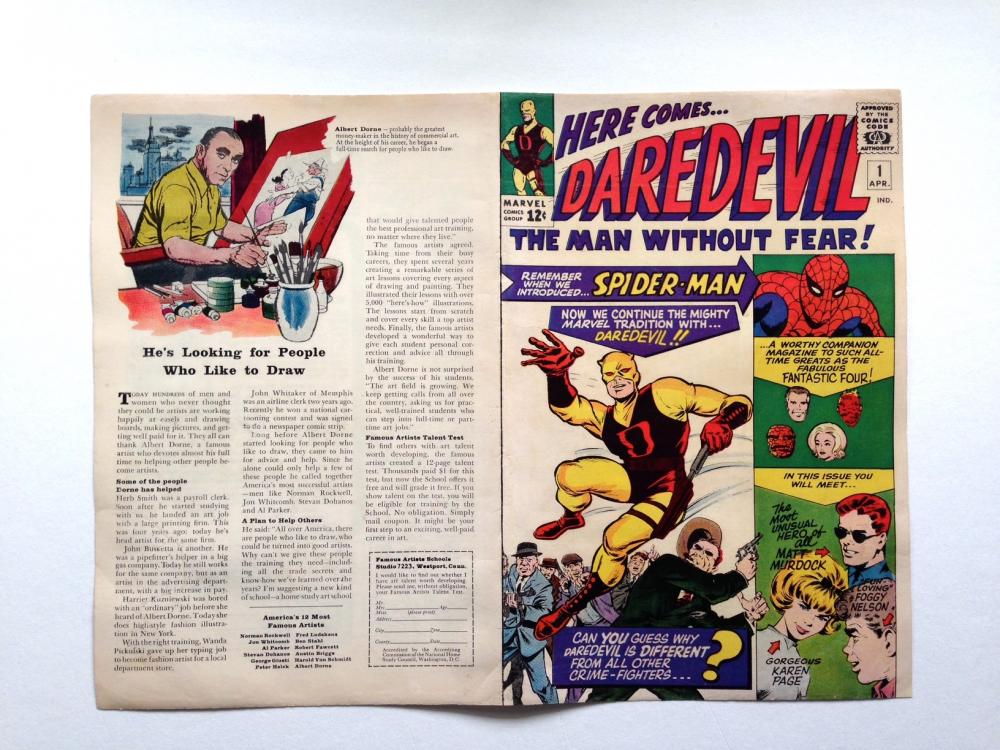 Albert Dorne – probably the greatest
money-maker in the history of commercial art.
At the height of his career, he began a
full-time search for people who like to draw.
He's Looking for People
Who Like to Draw
TODAY HUNDREDS of men and
women who never thought
they could be artists are working
happily at easels and drawing
boards, making pictures, and get-
ting well paid for it. They all can
thank Albert Dorne, a famous
artist who devotes almost his full
time to helping other people be-
come artists.
Some of the people
Dorne has helped
Herb Smith was a payroll clerk.
Soon after he started studying
with us, he landed an art job
with a large printing firm. This
was four years ago; today he's
head artist for the same firm.
John Busketta is another. He
was a pipefitter's helper in a big
gas company. Today he still works
for the same company, but as an
artist in the advertising depart-
ment, with a big increase in pay.
Harriet Kuzniewski was bored
with an "ordinary" job before she
heard of Albert Dorne. Today she
does high-style fashion illustra-
tion in New York.
With the right training, Wanda
Pickulski gave up her typing job
to become fashion artist for a local
department store.
John Whitaker of Memphis
was an airline clerk two years ago.
Recently he won a national car-
tooning contest and was signed
to do a newspaper comic strip.
Long before Albert Dorne
started looking for people who
like to draw, they came to him
for advice and help. Since he
alone could only help a few of
these people he called together
America's most successful artists
—men like Norman Rockwell,
Jon Whitcomb, Stevan Dohanos
and Al Parker.
A Plan to Help Others
He said: "All over America, there
are people who like to draw, who
could be turned into good artists.
Why can't we give these people
the training they need—includ-
ing all the trade secrets and
know-how we've learned over the
years? I'm suggesting a new kind
of school—a home-study art school
America's 12 Most
Famous Artists
Norman Rockwell Fred Ludekens
Jon Whitcomb Ben Stahl
Al Parker Robert Fawcett
Stevan Dohanos Austin Briggs
George Giusti Harold Von Schmidt
Peter Helck Albert Dorne
that would give talented people
the best professional art training,
no matter where they live."
The famous artists agreed.
Taking time from their busy
careers, they spent several years
creating a remarkable series of
art lessons covering every aspect
of drawing and painting. They
illustrated their lessons with over
5,000 "here's-how" illustrations.
The lessons start from scratch
and cover every skill a top artist
needs. Finally, the famous artists
developed a wonderful way to
give each student personal cor-
rection and advice all through
his training.
Albert Dorne is not surprised
by the success of his students.
"The art field is growing. We
keep getting calls from all over
the country, asking us for prac-
tical, well-trained students who
can step into full-time or part-
time art jobs."
Famous Artists Talent Test
To find others with art talent
worth developing, the famous
artists created a 12-page talent
test. Thousands paid $1 for this
test, but now the School offers it
free and will grade it free. If you
show talent on the test, you will
be eligible for training by the
School. No obligation. Simply
mail coupon. It might be your
first step to an exciting, well-paid
career in art.
Famous Artists Schools
Studio 7223, Westport, Conn.
I would like to find out whether I
have art talent worth developing.
Please send me, without obligation,
your Famous Artists Talent Test.
Mr.
Mrs. Age
Miss (please print)
Address
City Zone
County State
Accredited by the Accrediting
Commission of the National Home
Study Council, Washington, D.C.
MARVEL
COMICS
GROUP 12¢
HERE COMES...
DAREDEVIL
THE MAN WITHOUT FEAR!
APPROVED
BY THE
COMICS
CODE
CA
AUTHORITY
1
APR.
IND.
REMEMBER
WHEN WE
INTRODUCED... SPIDER-MAN
NOW WE CONTINUE THE MIGHTY
MARVEL TRADITION WITH...
DAREDEVIL!!
...A WORTHY COMPANION
MAGAZINE TO SUCH ALL-
TIME GREATS AS THE
FABULOUS
FANTASTIC FOUR!
IN THIS ISSUE YOU
WILL MEET...
The
Most
UNUSUAL
HERO of
all
MATT
MURDOCK
FUN
LOVING
FOGGY
NELSON
GORGEOUS
KAREN
PAGE
D
CAN YOU GUESS WHY
DAREDEVIL IS DIFFERENT
FROM ALL OTHER
CRIME-FIGHTERS...
?